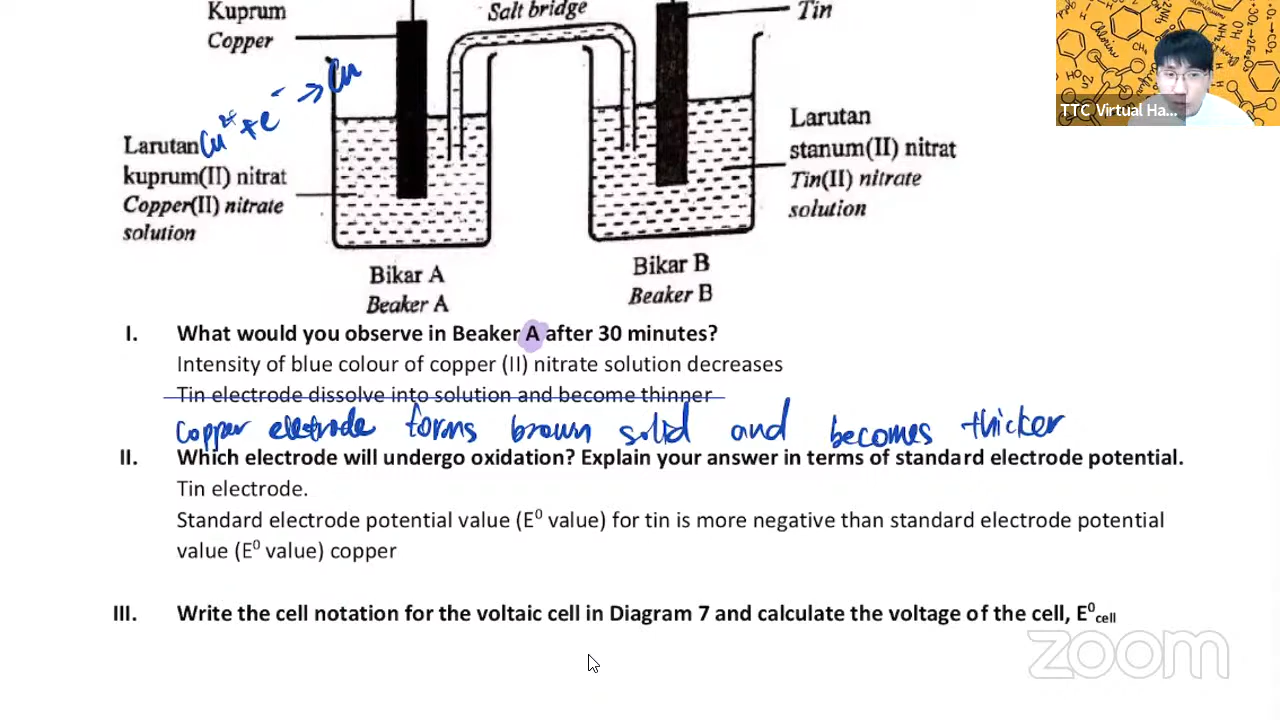 Kuprum
Copper
Salt bridge
Tin
Cu²⁺ + e⁻ → Cu
Larutan
kuprum(II) nitrat
Copper(II) nitrate
solution
Larutan
stanum(II) nitrat
Tin(II) nitrate
solution
Bikar A
Beaker A
Bikar B
Beaker B
TTC Virtual Ha...
I. What would you observe in Beaker A after 30 minutes?
Intensity of blue colour of copper (II) nitrate solution decreases
Tin electrode dissolve into solution and become thinner
copper electrode forms brown solid and becomes thicker
II. Which electrode will undergo oxidation? Explain your answer in terms of standard electrode potential.
Tin electrode.
Standard electrode potential value (E⁰ value) for tin is more negative than standard electrode potential
value (E⁰ value) copper
III. Write the cell notation for the voltaic cell in Diagram 7 and calculate the voltage of the cell, E⁰cell
zoom